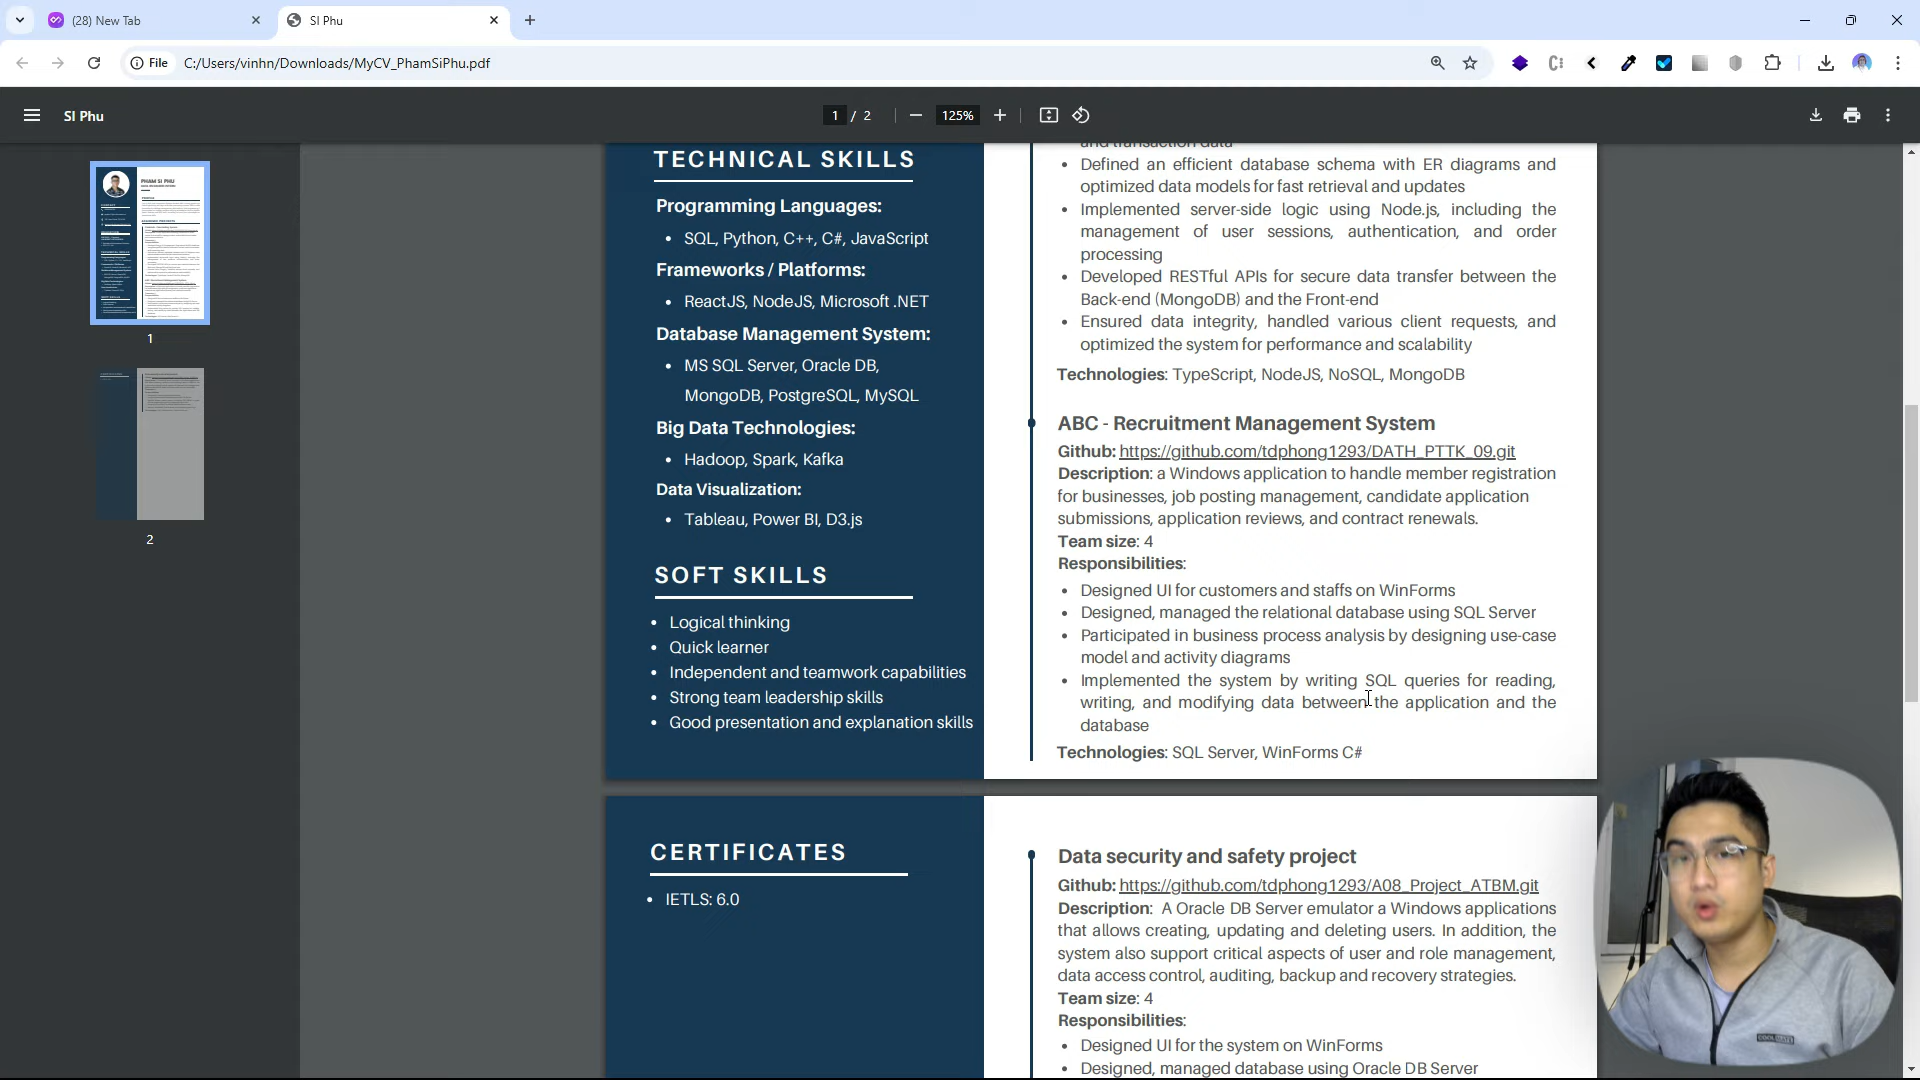 (28) New Tab
SI Phu
File
C:/Users/vinhn/Downloads/MyCV_PhamSiPhu.pdf
SI Phu
1 / 2
125%
PHAM SI PHU
1
2
TECHNICAL SKILLS
Programming Languages:
• SQL, Python, C++, C#, JavaScript
Frameworks / Platforms:
• ReactJS, NodeJS, Microsoft .NET
Database Management System:
• MS SQL Server, Oracle DB,
MongoDB, PostgreSQL, MySQL
Big Data Technologies:
• Hadoop, Spark, Kafka
Data Visualization:
• Tableau, Power BI, D3.js
SOFT SKILLS
• Logical thinking
• Quick learner
• Independent and teamwork capabilities
• Strong team leadership skills
• Good presentation and explanation skills
and transaction data
• Defined an efficient database schema with ER diagrams and
optimized data models for fast retrieval and updates
• Implemented server-side logic using Node.js, including the
management of user sessions, authentication, and order
processing
• Developed RESTful APIs for secure data transfer between the
Back-end (MongoDB) and the Front-end
• Ensured data integrity, handled various client requests, and
optimized the system for performance and scalability
Technologies: TypeScript, NodeJS, NoSQL, MongoDB
ABC - Recruitment Management System
Github: https://github.com/tdphong1293/DATH_PTTK_09.git
Description: a Windows application to handle member registration
for businesses, job posting management, candidate application
submissions, application reviews, and contract renewals.
Team size: 4
Responsibilities:
• Designed UI for customers and staffs on WinForms
• Designed, managed the relational database using SQL Server
• Participated in business process analysis by designing use-case
model and activity diagrams
• Implemented the system by writing SQL queries for reading,
writing, and modifying data between the application and the
database
Technologies: SQL Server, WinForms C#
CERTIFICATES
• IETLS: 6.0
Data security and safety project
Github: https://github.com/tdphong1293/A08_Project_ATBM.git
Description: A Oracle DB Server emulator a Windows applications
that allows creating, updating and deleting users. In addition, the
system also support critical aspects of user and role management,
data access control, auditing, backup and recovery strategies.
Team size: 4
Responsibilities:
• Designed UI for the system on WinForms
• Designed, managed database using Oracle DB Server
COOLMATE